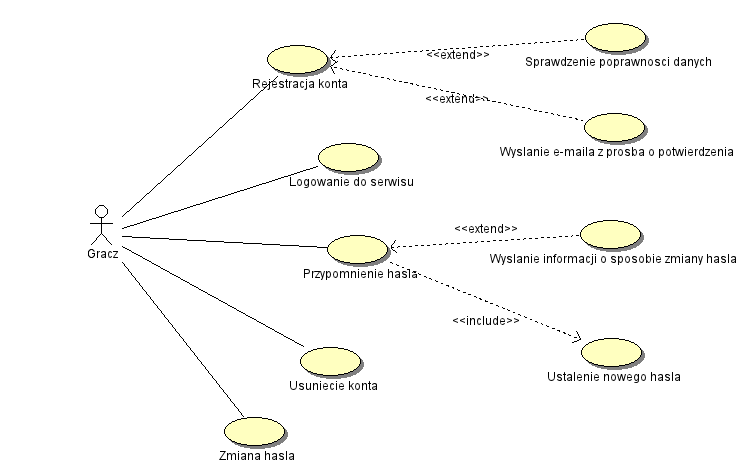 <<extend>>
Sprawdzenie poprawnosci danych
Rejestracja konta
<<extend>>
Wyslanie e-maila z prosba o potwierdzenia
Logowanie do serwisu
<<extend>>
Gracz
Wyslanie informacji o sposobie zmiany hasla
Przypomnienie hasla
<<include>>
Ustalenie nowego hasla
Usuniecie konta
Zmiana hasla